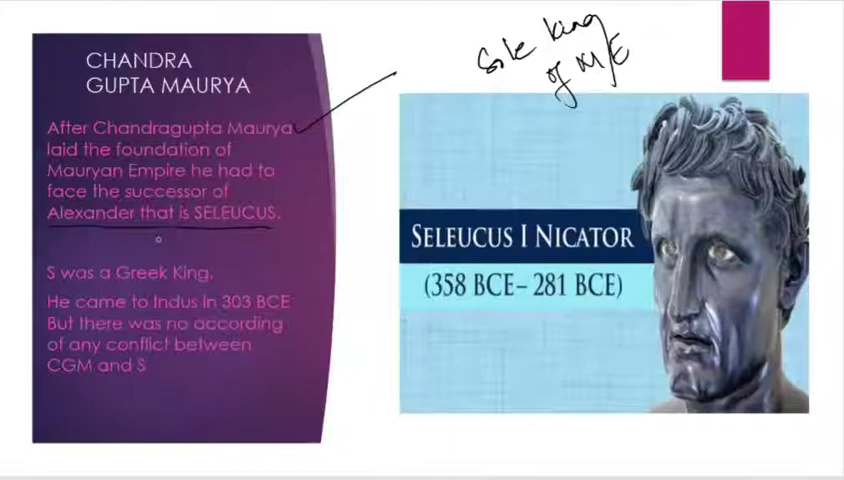 CHANDRA
GUPTA MAURYA
After Chandragupta Maurya
laid the foundation of
Mauryan Empire he had to
face the successor of
Alexander that is SELEUCUS.
S was a Greek King.
He came to Indus in 303 BCE
But there was no according
of any conflict between
CGM and S
Sole king
of M/E
SELEUCUS I NICATOR
(358 BCE– 281 BCE)